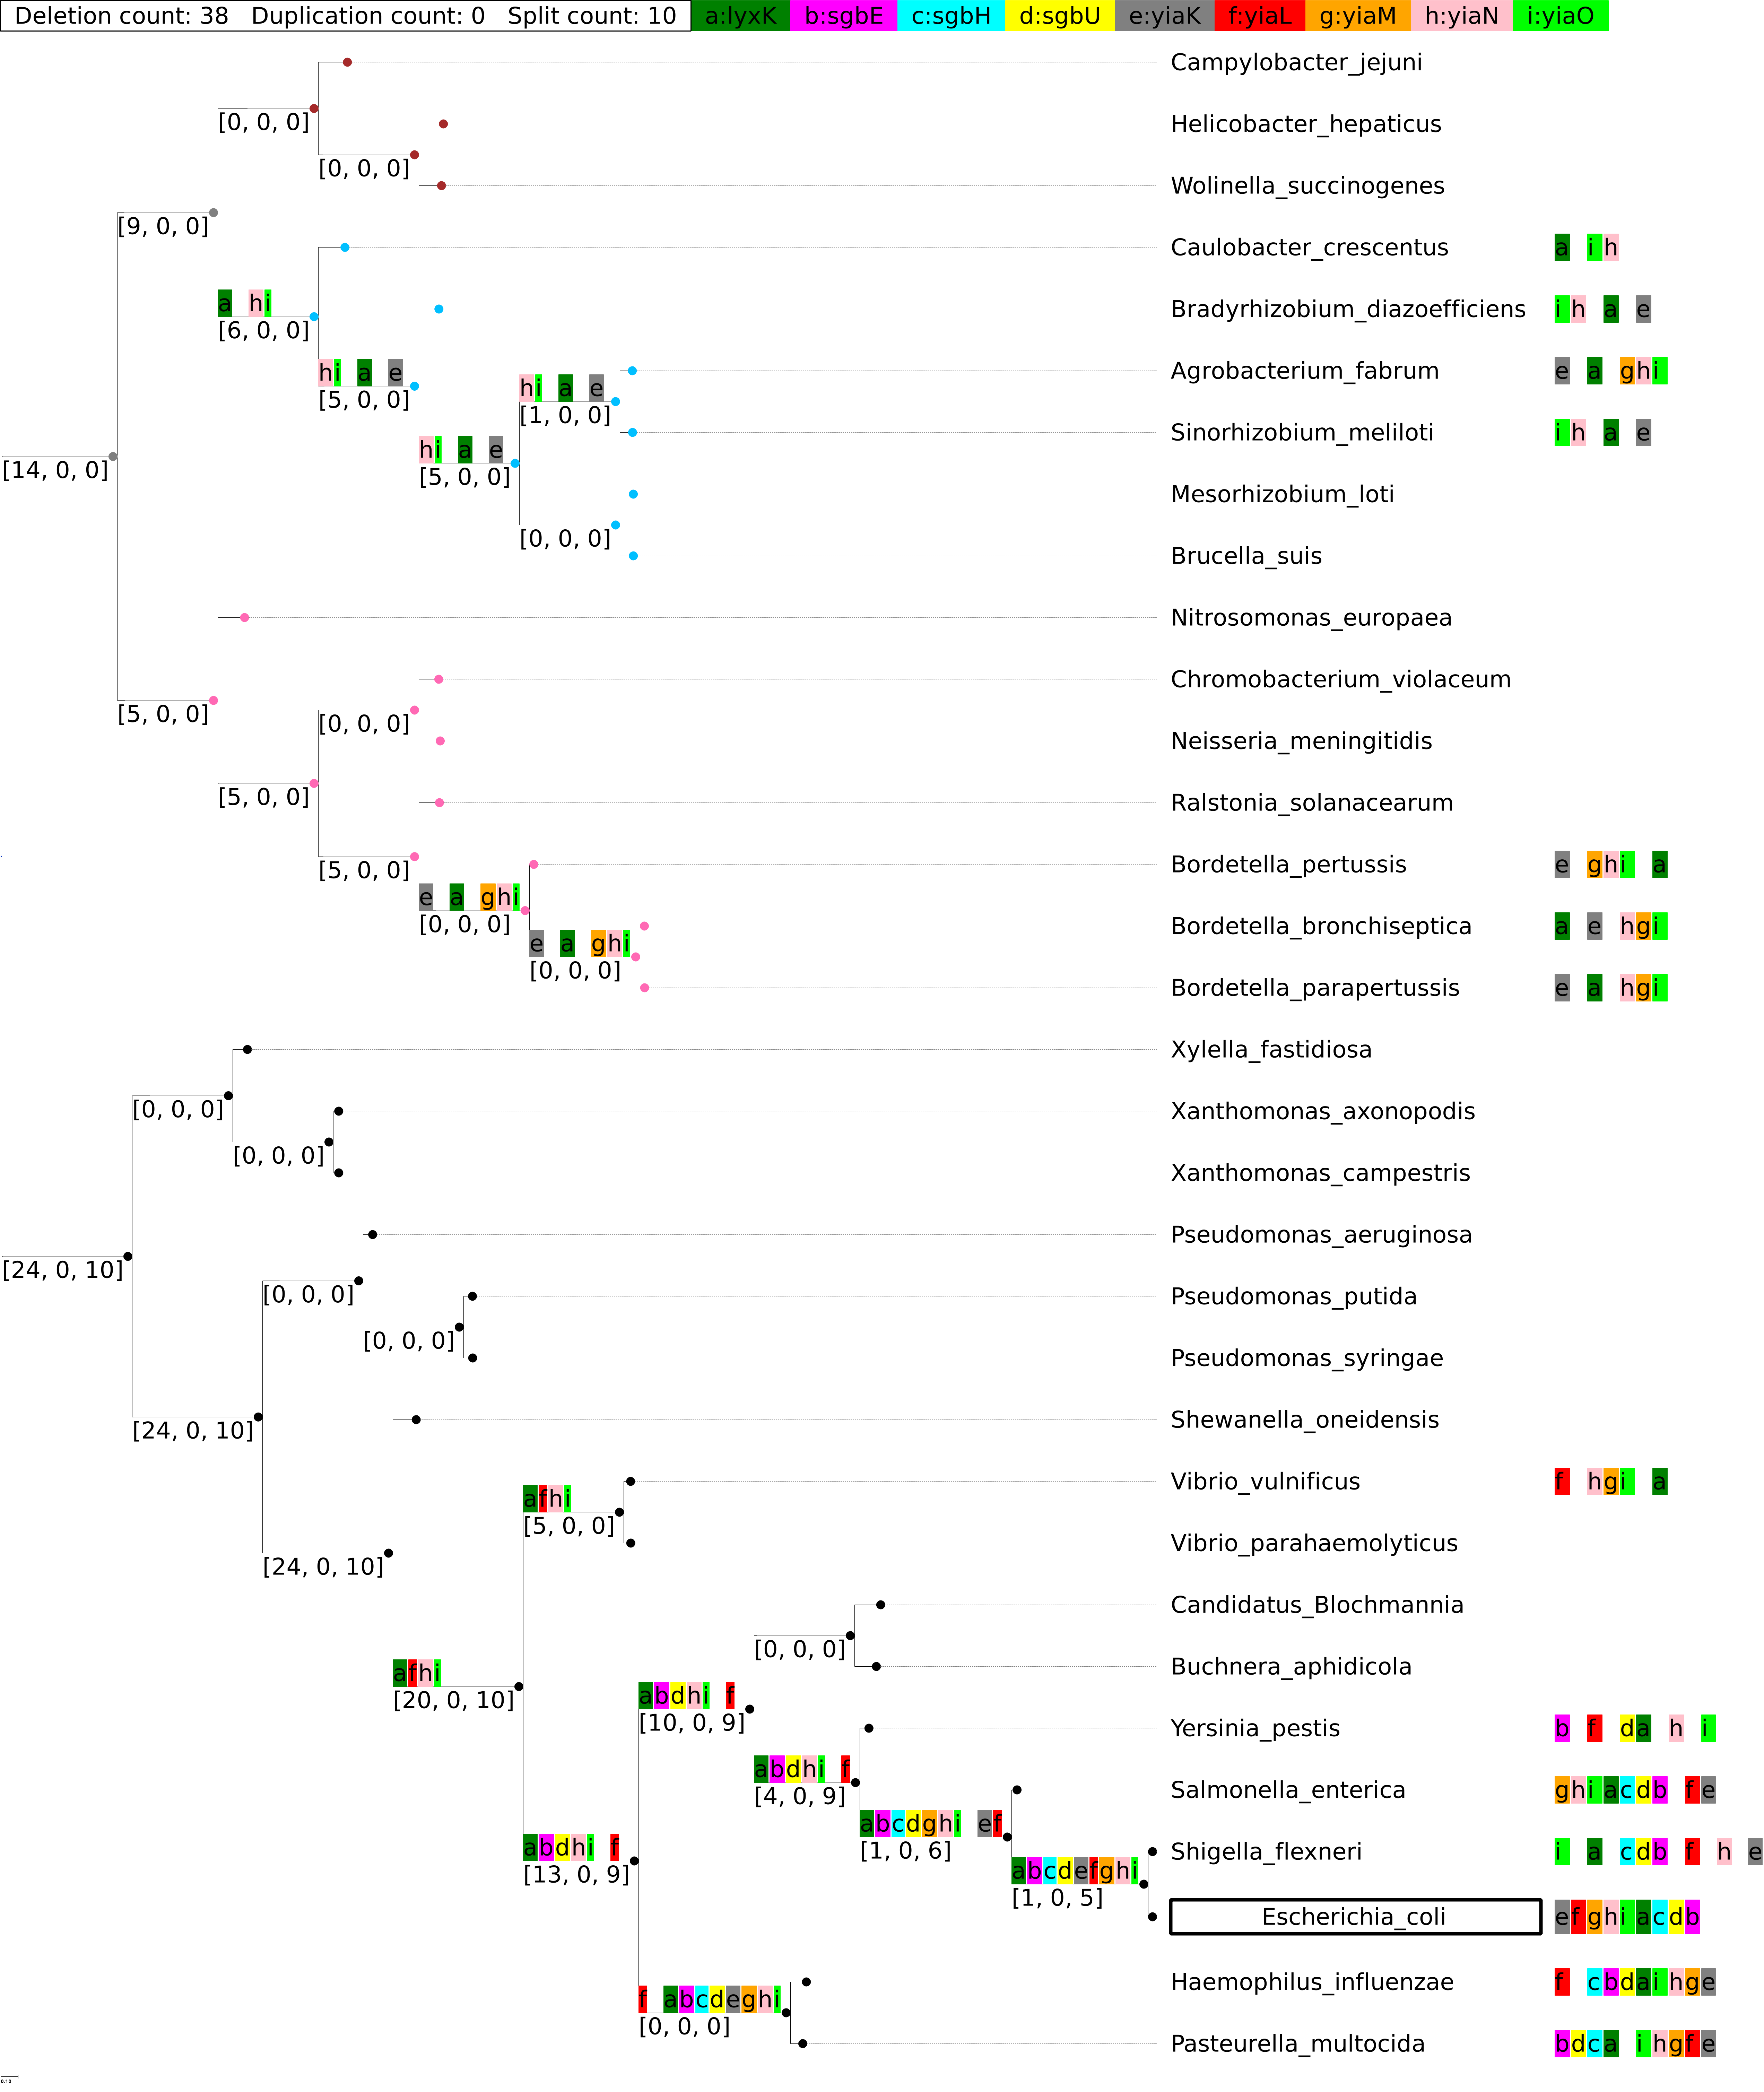 Deletion count: 38 Duplication count: 0 Split count: 10 a:lyxK b:sgbE c:sgbH d:sgbU e:yiaK f:yiaL g:yiaM h:yiaN i:yiaO
Campylobacter_jejuni
[0, 0, 0]
Helicobacter_hepaticus
[0, 0, 0]
Wolinella_succinogenes
[9, 0, 0]
Caulobacter_crescentus a ih
a hi
Bradyrhizobium_diazoefficiens ih a e
[6, 0, 0]
hi a e
Agrobacterium_fabrum e a ghi
hi a e
[5, 0, 0]
[1, 0, 0]
Sinorhizobium_meliloti ih a e
hi a e
[14, 0, 0]
[5, 0, 0]
Mesorhizobium_loti
[0, 0, 0]
Brucella_suis
Nitrosomonas_europaea
Chromobacterium_violaceum
[5, 0, 0]
[0, 0, 0]
Neisseria_meningitidis
[5, 0, 0]
Ralstonia_solanacearum
Bordetella_pertussis e ghi a
[5, 0, 0]
e a ghi
[0, 0, 0]
Bordetella_bronchiseptica a e hgi
e a ghi
[0, 0, 0]
Bordetella_parapertussis e a hgi
Xylella_fastidiosa
[0, 0, 0]
Xanthomonas_axonopodis
[0, 0, 0]
Xanthomonas_campestris
Pseudomonas_aeruginosa
[24, 0, 10]
[0, 0, 0]
Pseudomonas_putida
[0, 0, 0]
Pseudomonas_syringae
Shewanella_oneidensis
[24, 0, 10]
Vibrio_vulnificus f hgi a
afhi
[5, 0, 0]
Vibrio_parahaemolyticus
[24, 0, 10]
Candidatus_Blochmannia
[0, 0, 0]
Buchnera_aphidicola
afhi
[20, 0, 10]
abdhi f
[10, 0, 9]
Yersinia_pestis b f da h i
abdhi f
Salmonella_enterica ghiacdb fe
[4, 0, 9]
abcdghi ef
abdhi f
[1, 0, 6]
Shigella_flexneri i a cdb f h e
[13, 0, 9]
abcdefghi
[1, 0, 5]
Escherichia_coli efghiacdb
Haemophilus_influenzae f cbdaihge
f abcdeghi
[0, 0, 0]
Pasteurella_multocida bdca ihgfe
0.10